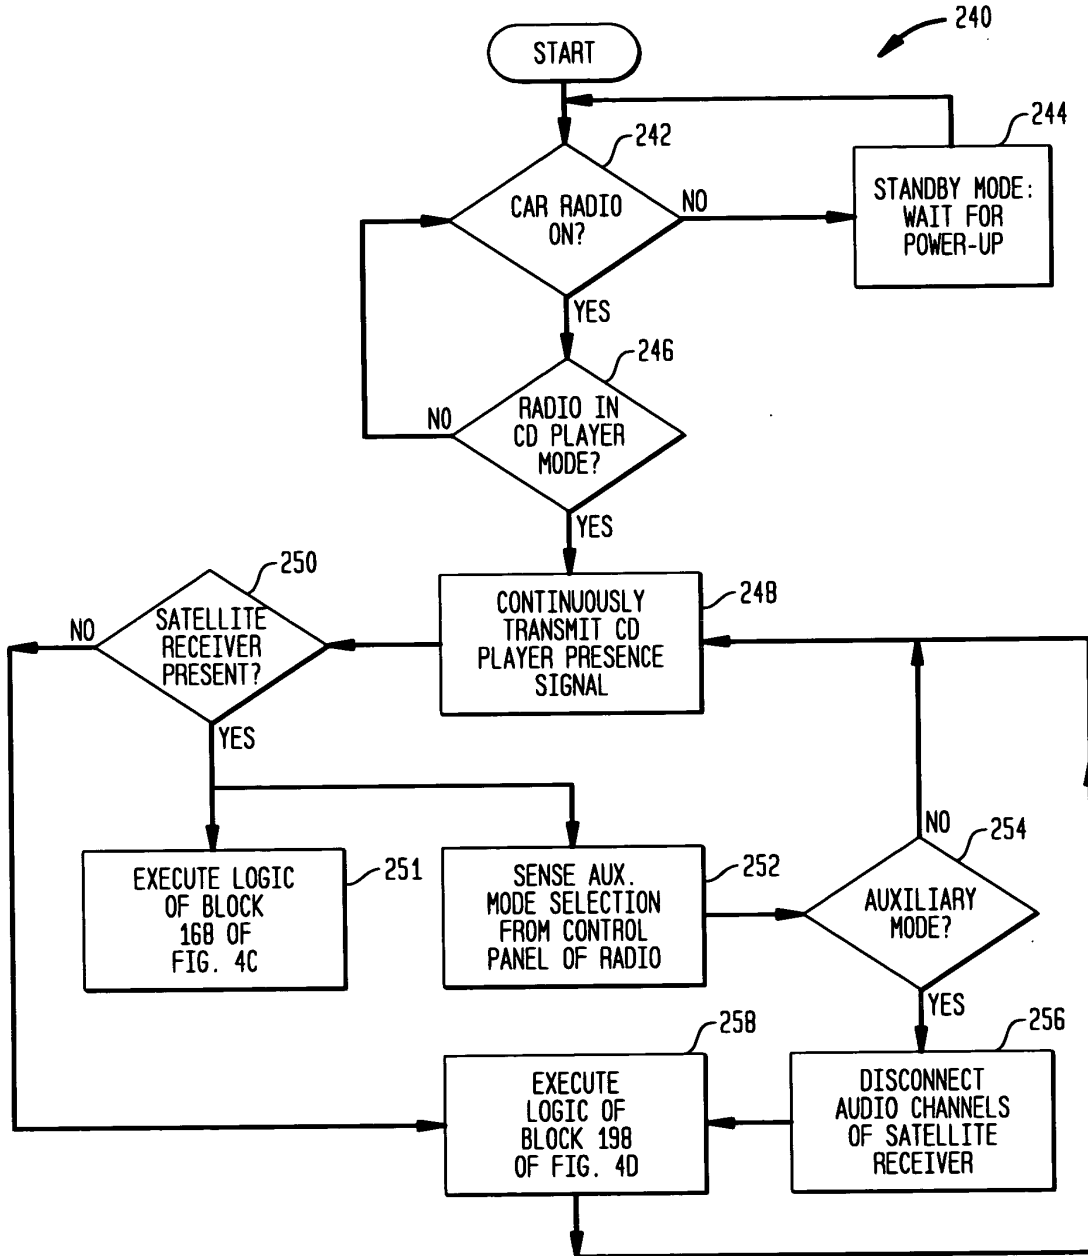 240
START
242
244
CAR RADIO
ON?
NO
STANDBY MODE:
WAIT FOR
POWER-UP
YES
246
NO
RADIO IN
CD PLAYER
MODE?
YES
250
248
NO
SATELLITE
RECEIVER
PRESENT?
CONTINUOUSLY
TRANSMIT CD
PLAYER PRESENCE
SIGNAL
YES
NO
254
251
EXECUTE LOGIC
OF BLOCK
168 OF
FIG. 4C
252
SENSE AUX.
MODE SELECTION
FROM CONTROL
PANEL OF RADIO
AUXILIARY
MODE?
YES
258
256
EXECUTE
LOGIC OF
BLOCK 198
OF FIG. 4D
DISCONNECT
AUDIO CHANNELS
OF SATELLITE
RECEIVER